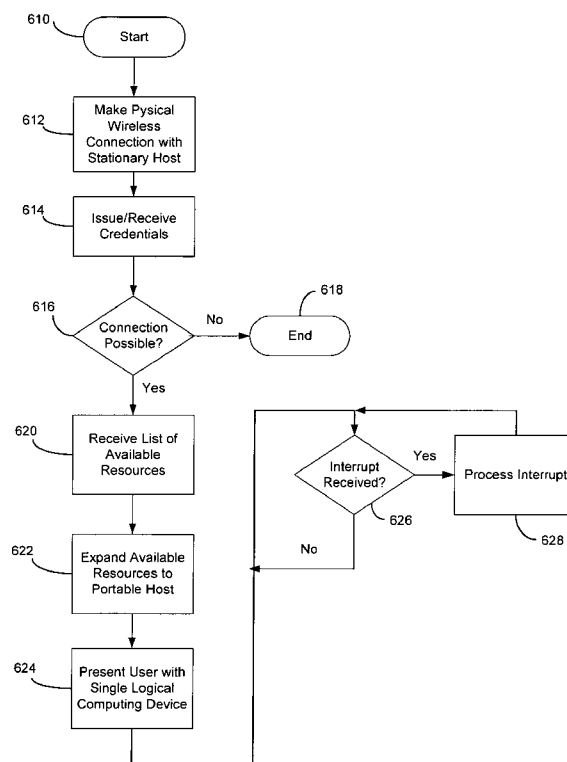 610
Start
612
Make Pysical
Wireless
Connection with
Stationary Host
614
Issue/Receive
Credentials
616
Connection
Possible?
No
618
End
Yes
620
Receive List of
Available
Resources
622
Expand Available
Resources to
Portable Host
624
Present User with
Single Logical
Computing Device
Interrupt
Received?
626
Yes
Process Interrupt
628
No